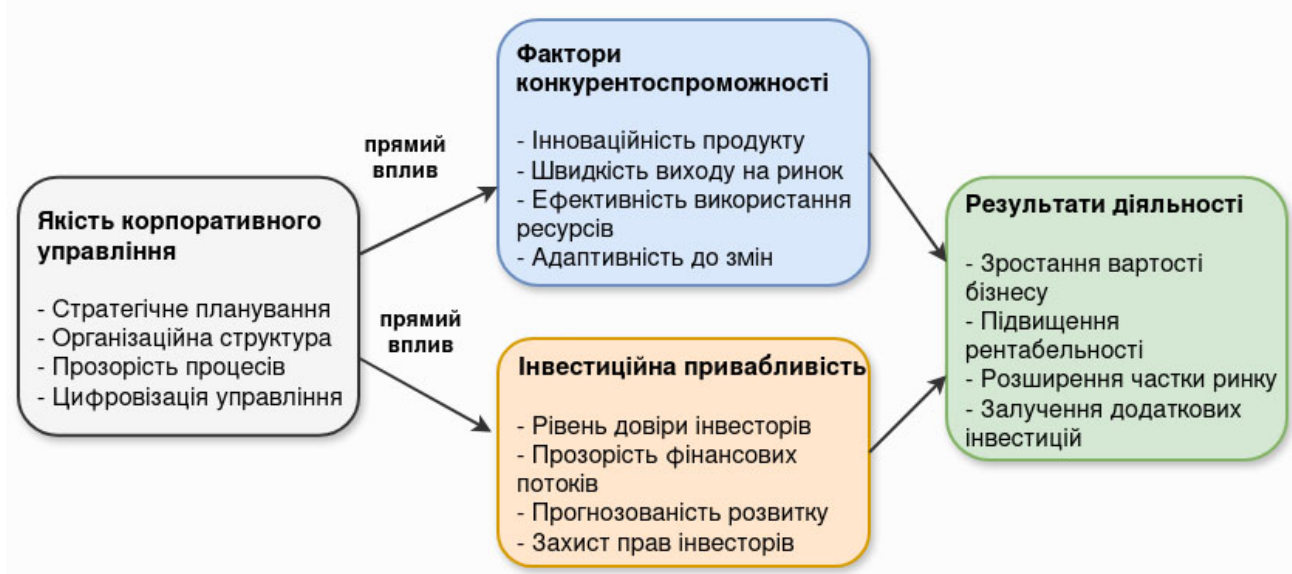 Якість корпоративного
управління
- Стратегічне планування
- Організаційна структура
- Прозорість процесів
- Цифровізація управління
прямий
вплив
прямий
вплив
Фактори
конкурентоспроможності
- Інноваційність продукту
- Швидкість виходу на ринок
- Ефективність використання
ресурсів
- Адаптивність до змін
Інвестиційна привабливість
- Рівень довіри інвесторів
- Прозорість фінансових
потоків
- Прогнозованість розвитку
- Захист прав інвесторів
Результати діяльності
- Зростання вартості
бізнесу
- Підвищення
рентабельності
- Розширення частки ринку
- Залучення додаткових
інвестицій